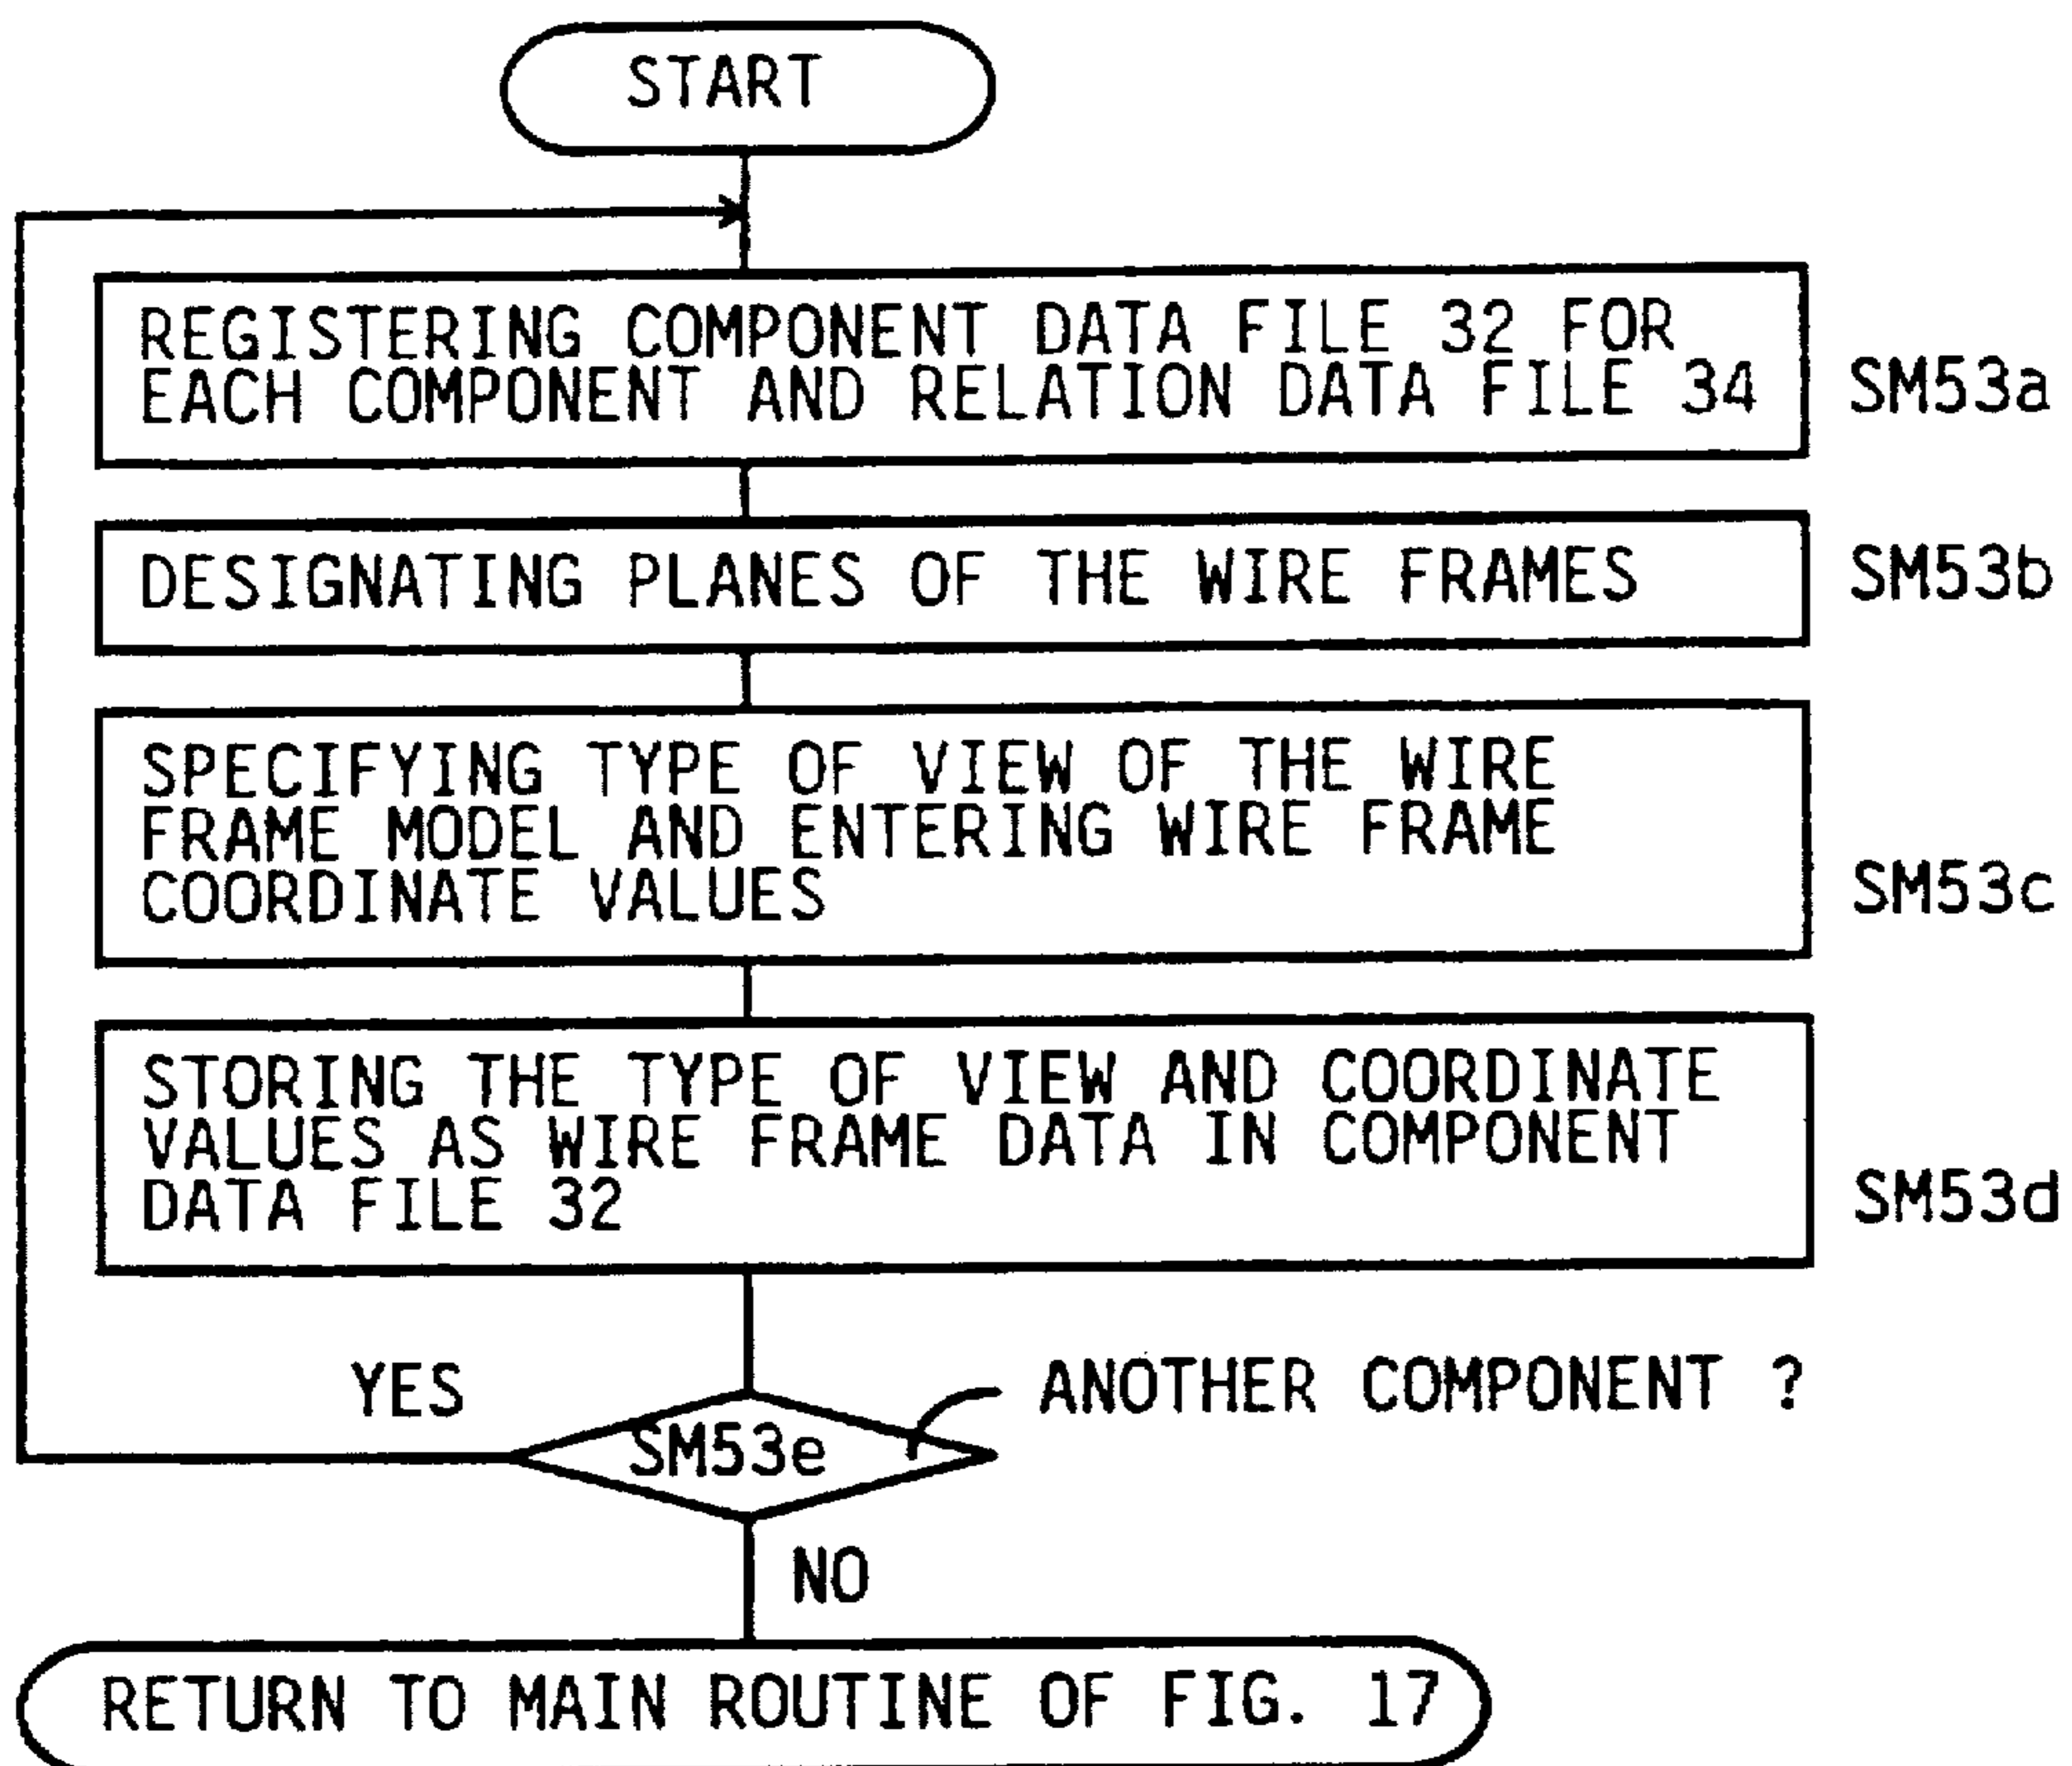 START
REGISTERING COMPONENT DATA FILE 32 FOR
EACH COMPONENT AND RELATION DATA FILE 34
SM53a
DESIGNATING PLANES OF THE WIRE FRAMES
SM53b
SPECIFYING TYPE OF VIEW OF THE WIRE
FRAME MODEL AND ENTERING WIRE FRAME
COORDINATE VALUES
SM53c
STORING THE TYPE OF VIEW AND COORDINATE
VALUES AS WIRE FRAME DATA IN COMPONENT
DATA FILE 32
SM53d
YES
ANOTHER COMPONENT ?
SM53e
NO
RETURN TO MAIN ROUTINE OF FIG. 17